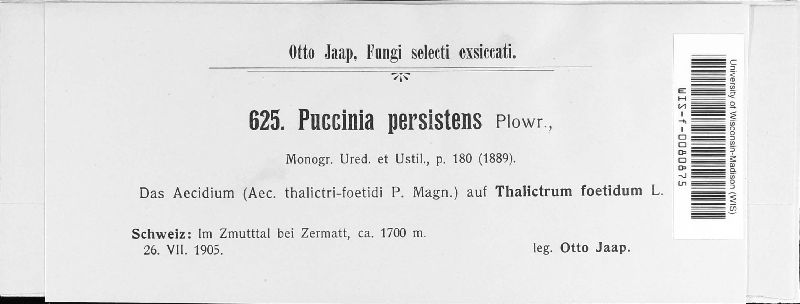 Otto Jaap, Fungi selecti exsiccati.
625. Puccinia persistens Plowr.,
Monogr. Ured. et Ustil., p. 180 (1889).
Das Aecidium (Aec. thalictri-foetidi P. Magn.) auf Thalictrum foetidum L.
Schweiz: Im Zmutttal bei Zermatt, ca. 1700 m.
26. VII. 1905. leg. Otto Jaap.
University of Wisconsin-Madison (WIS)
WIS-f-0080875